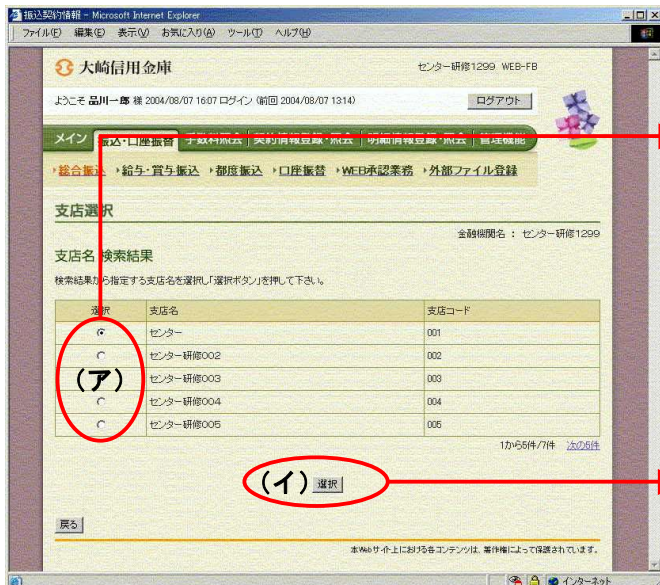 振込契約情報 - Microsoft Internet Explorer
ファイル(F) 編集(E) 表示(V) お気に入り(A) ツール(T) ヘルプ(H)
大崎信用金庫 センター研修1299 WEB-FB
ようこそ 品川一郎 様 2004/08/07 16:07 ログイン (前回 2004/08/07 13:14) ログアウト
メイン 振込・口座振替 手数料照会 契約情報登録・照会 明細情報登録・照会 管理機能
総合振込 給与・賞与振込 都度振込 口座振替 WEB承認業務 外部ファイル登録
支店選択
金融機関名 : センター研修1299
支店名 検索結果
検索結果から指定する支店名を選択し「選択ボタン」を押して下さい。
選択 支店名 支店コード
センター 001
センター研修002 002
(ア) センター研修003 003
センター研修004 004
センター研修005 005
1から5件/7件 次の5件
(イ) 選択
戻る
本Webサイト上における各コンテンツは、著作権によって保護されています。
インターネット